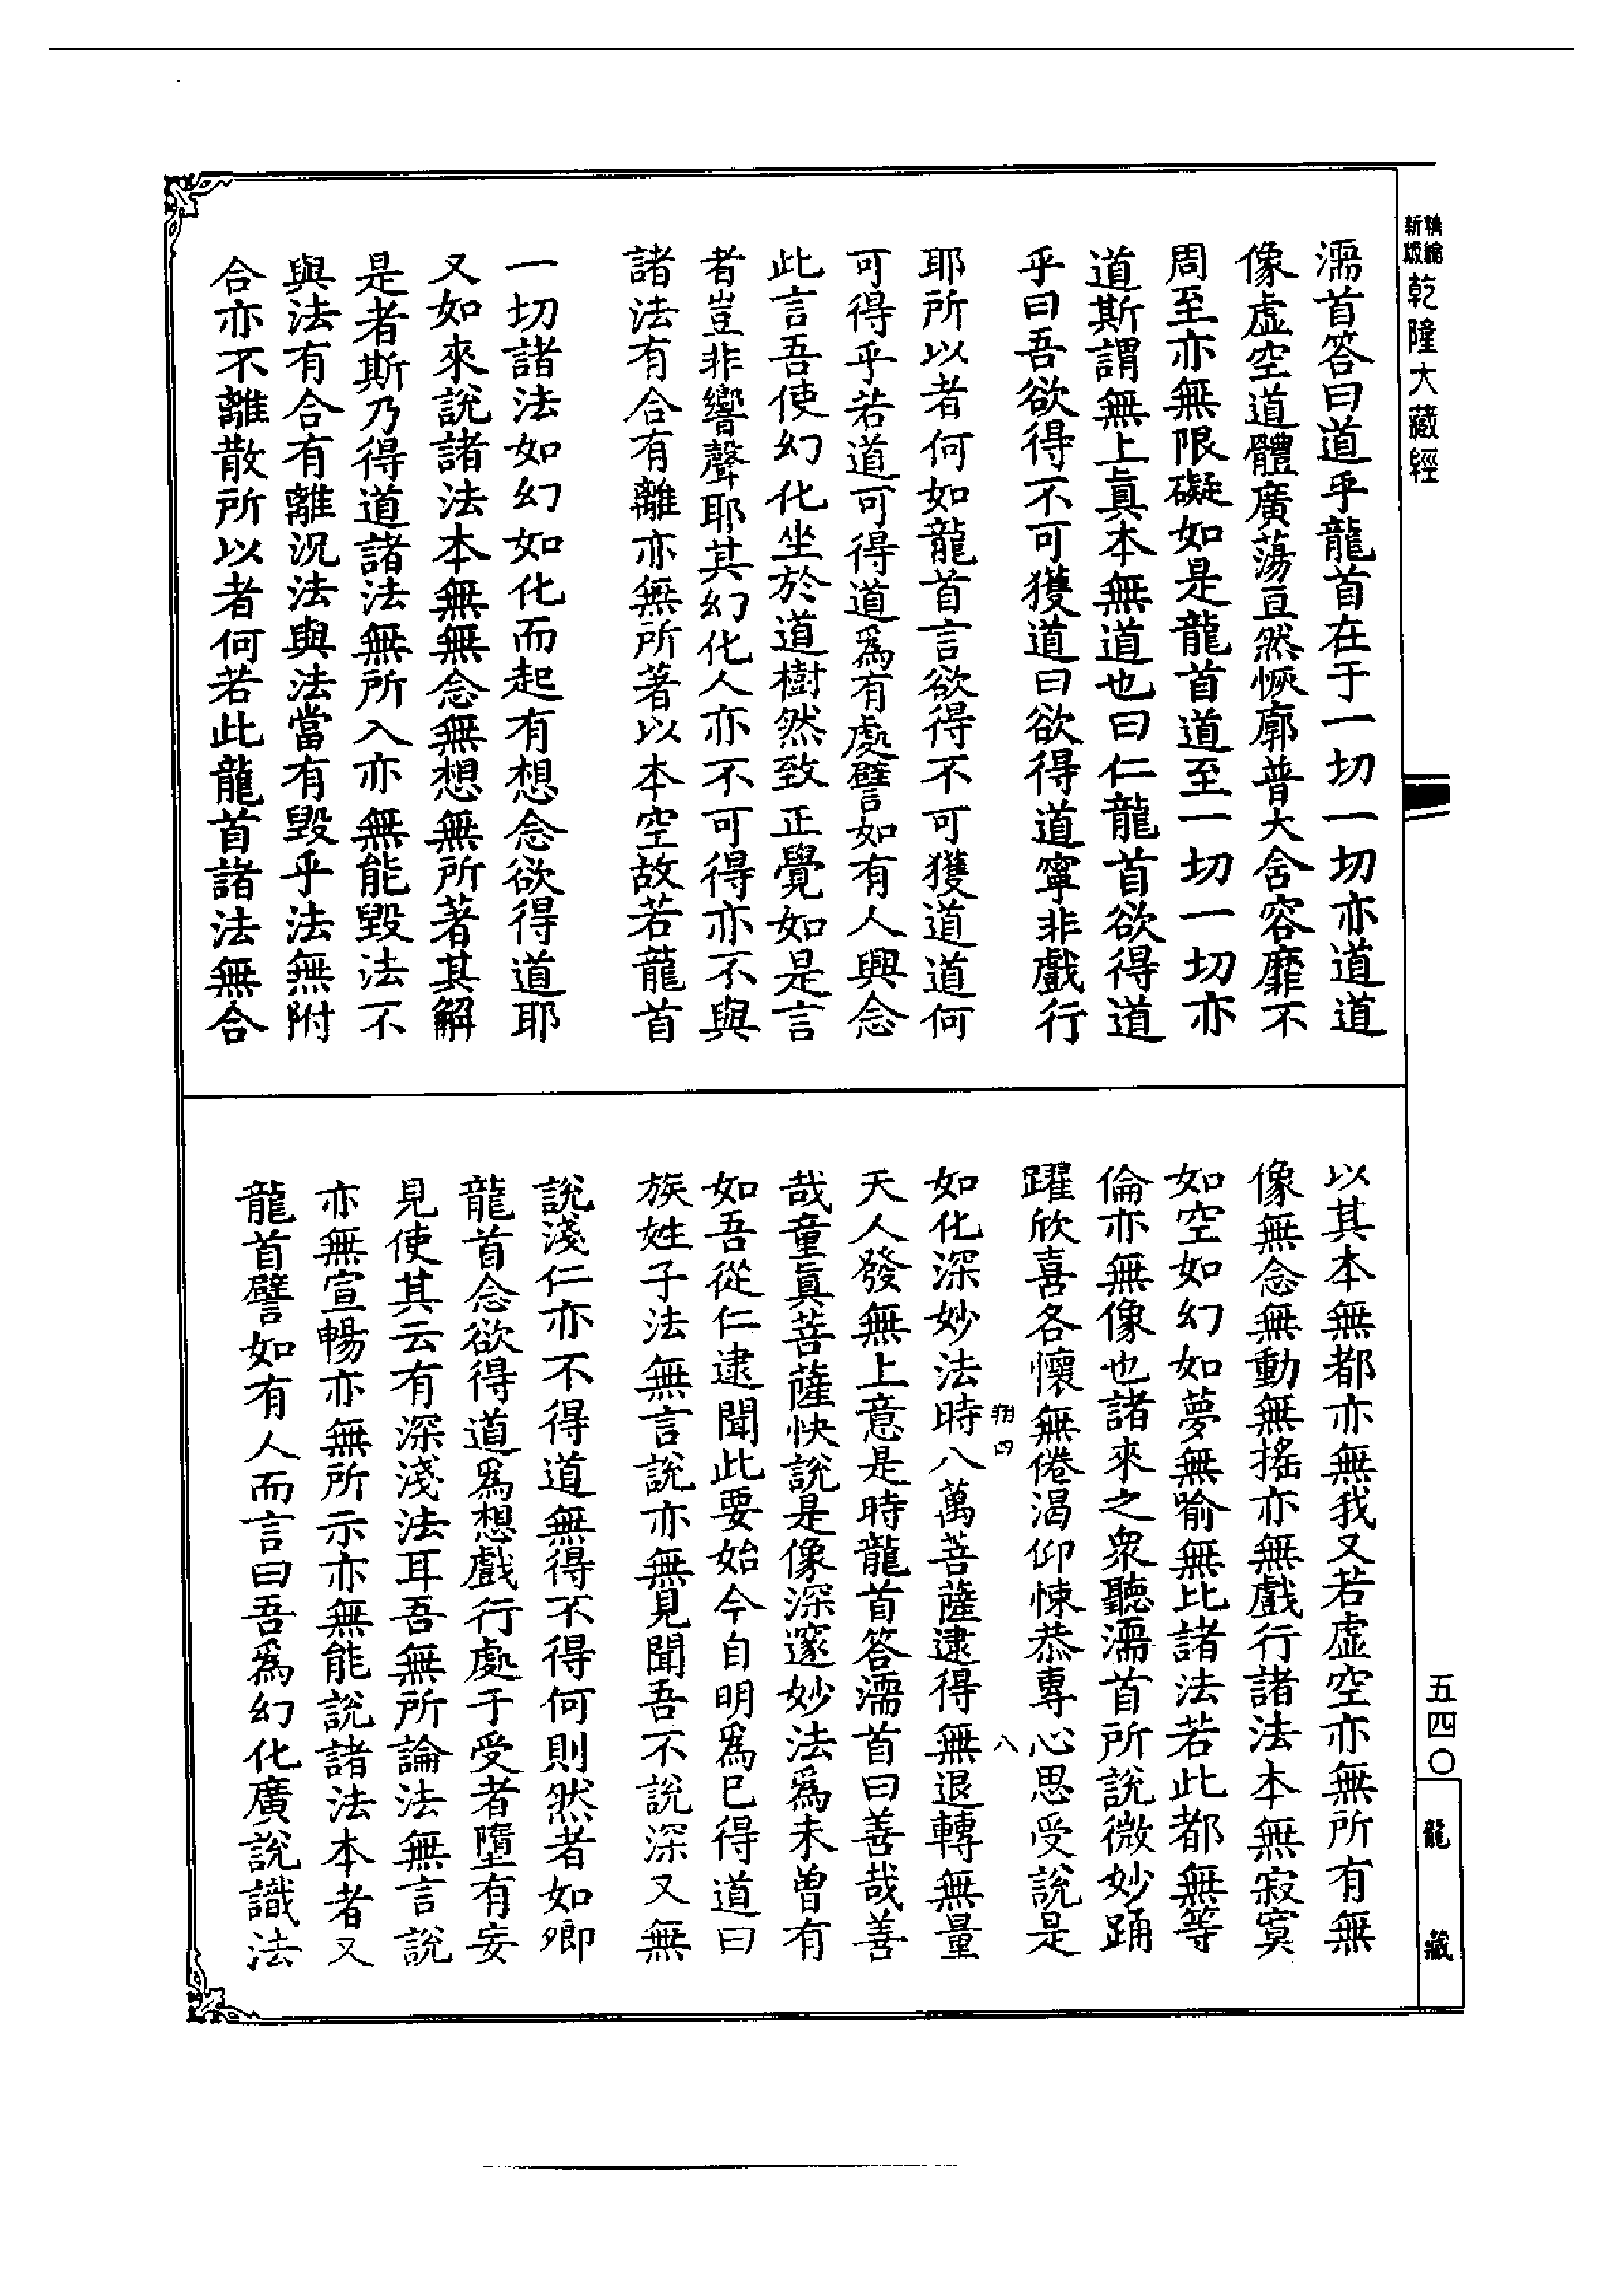 新版精縮
乾隆大藏經
濡首答曰道乎龍首在于一切一切亦道道
像虛空道體廣蕩亘然恢廓普大舍容靡不
周至亦無限礙如是龍首道至一切一切亦
道斯謂無上真本無道也曰仁龍首欲得道
乎曰吾欲得不可獲道曰欲得道寧非戲行
耶所以者何如龍首言欲得不可獲道道何
可得乎若道可得道為有處譬如有人興念
此言吾使幻化坐於道樹然致正覺如是言
者豈非響聲耶其幻化人亦不可得亦不與
諸法有合有離亦無所著以本空故若龍首
一切諸法如幻如化而起有想念欲得道耶
又如來說諸法本無無念無想無所著其解
是者斯乃得道諸法無所入亦無能毀法不
與法有合有離況法與法當有毀乎法無附
合亦不離散所以者何若此龍首諸法無合
以其本無都亦無我又若虛空亦無所有無
像無念無動無搖亦無戲行諸法本無寂寞
如空如幻如夢無喻無比諸法若此都無等
倫亦無像也諸來之眾聽濡首所說微妙踊
躍欣喜各懷無倦渴仰悚恭專心思受說是
翔四 八
如化深妙法時八萬菩薩逮得無退轉無量
天人發無上意是時龍首答濡首曰善哉善
哉童真菩薩快說是像深邃妙法為未曾有
如吾從仁逮聞此要始今自明為已得道曰
族姓子法無言說亦無見聞吾不說深又無
說淺仁亦不得道無得不得何則然者如卿
龍首念欲得道為想戲行處于受者墮有妄
見使其云有深淺法耳吾無所論法無言說
亦無宣暢亦無所示亦無能說諸法本者又
龍首譬如有人而言曰吾為幻化廣說識法
五四〇
龍藏